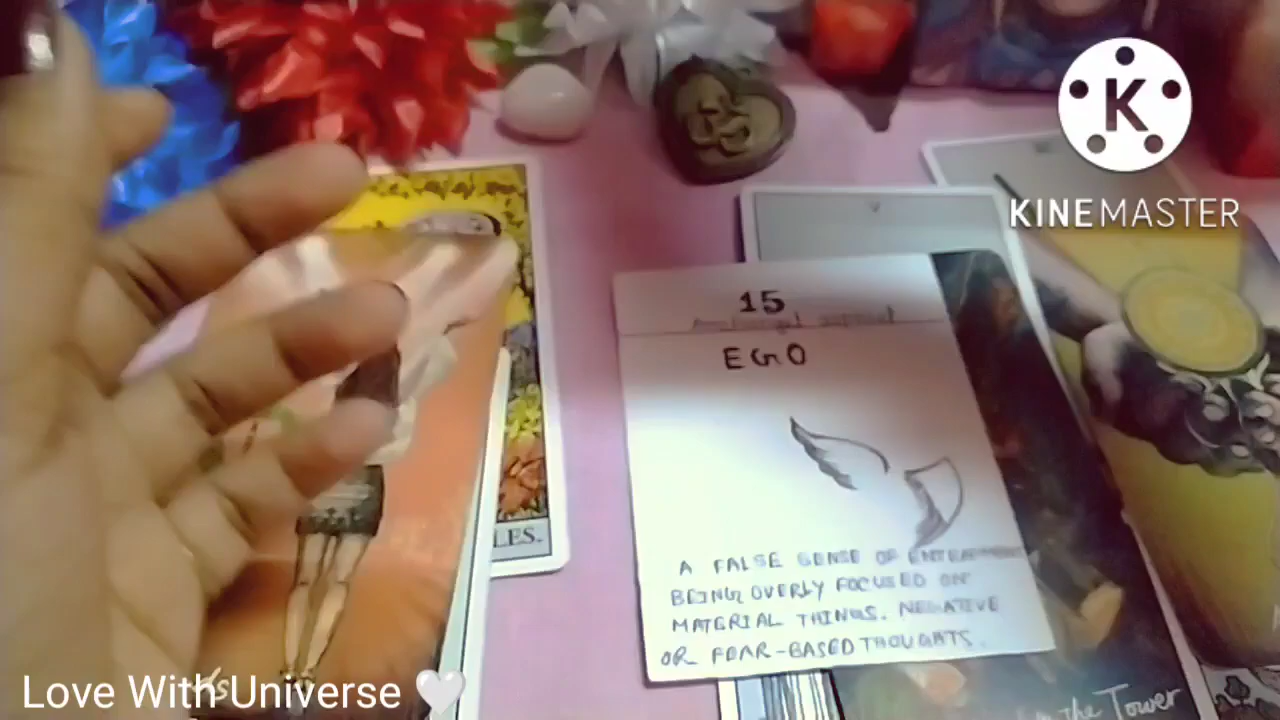 K
KINEMASTER
15
EGO
A FALSE SENSE OF
BEING OVERLY FOCUSED ON
MATERIAL THINGS. NEGATIVE
OR FEAR-BASED THOUGHTS.
LES.
the Tower
Love With Universe 🤍